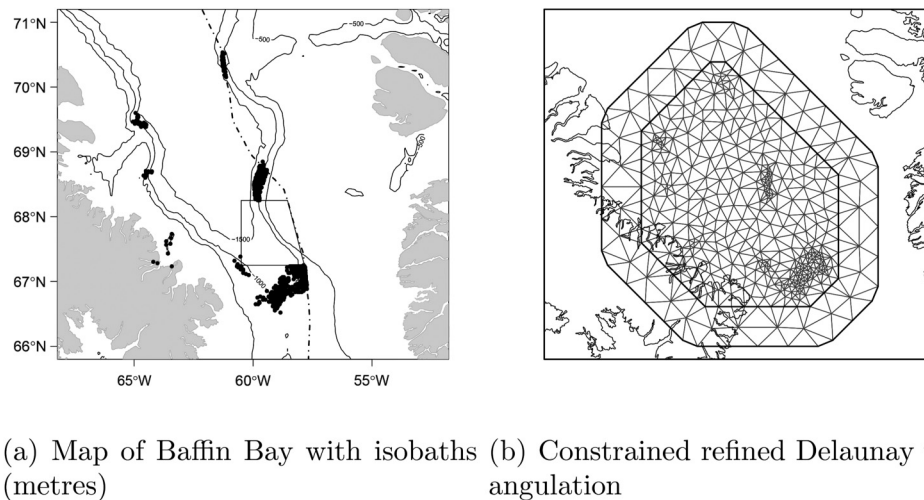 71°N
70°N
69°N
68°N
67°N
66°N
65°W 60°W 55°W
−500
−500
−1500
−1000
(a) Map of Baffin Bay with isobaths (b) Constrained refined Delaunay
(metres) angulation